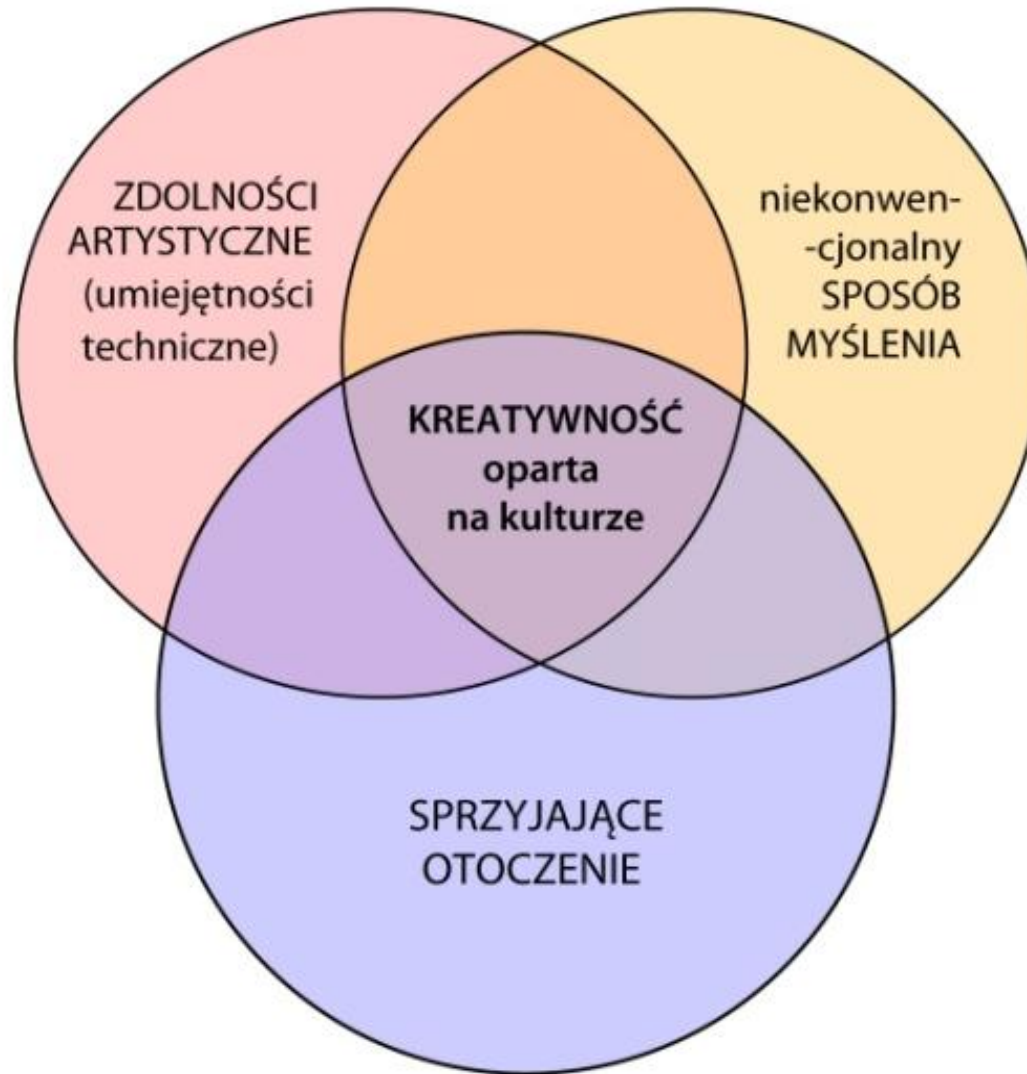 ZDOLNOŚCI
ARTYSTYCZNE
(umiejętności
techniczne)
niekonwen-
-cjonalny
SPOSÓB
MYŚLENIA
KREATYWNOŚĆ
oparta
na kulturze
SPRZYJAJĄCE
OTOCZENIE